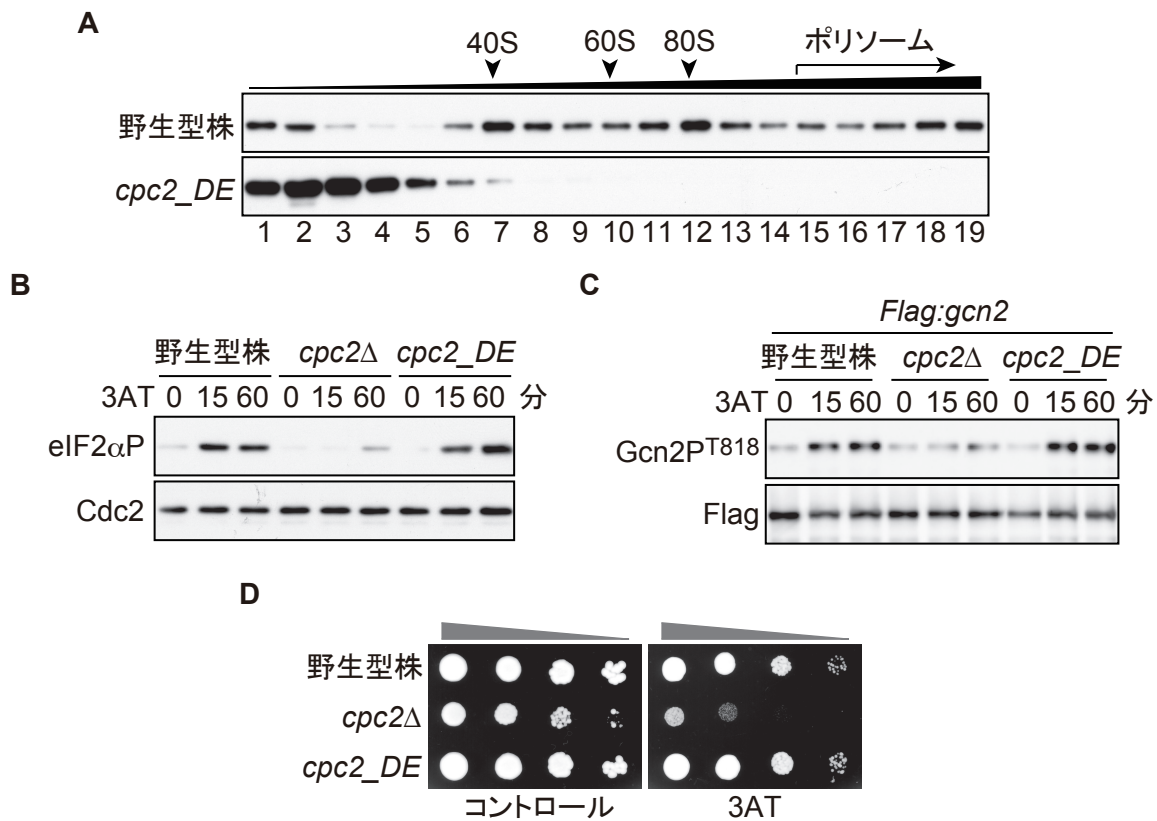 A
40S 60S 80S ポリソーム
野生型株
cpc2_DE
1 2 3 4 5 6 7 8 9 10 11 12 13 14 15 16 17 18 19
B
野生型株 cpc2Δ cpc2_DE
3AT 0 15 60 0 15 60 0 15 60 分
eIF2αP
Cdc2
C
Flag:gcn2
野生型株 cpc2Δ cpc2_DE
3AT 0 15 60 0 15 60 0 15 60 分
Gcn2PT818
Flag
D
野生型株
cpc2Δ
cpc2_DE
コントロール 3AT